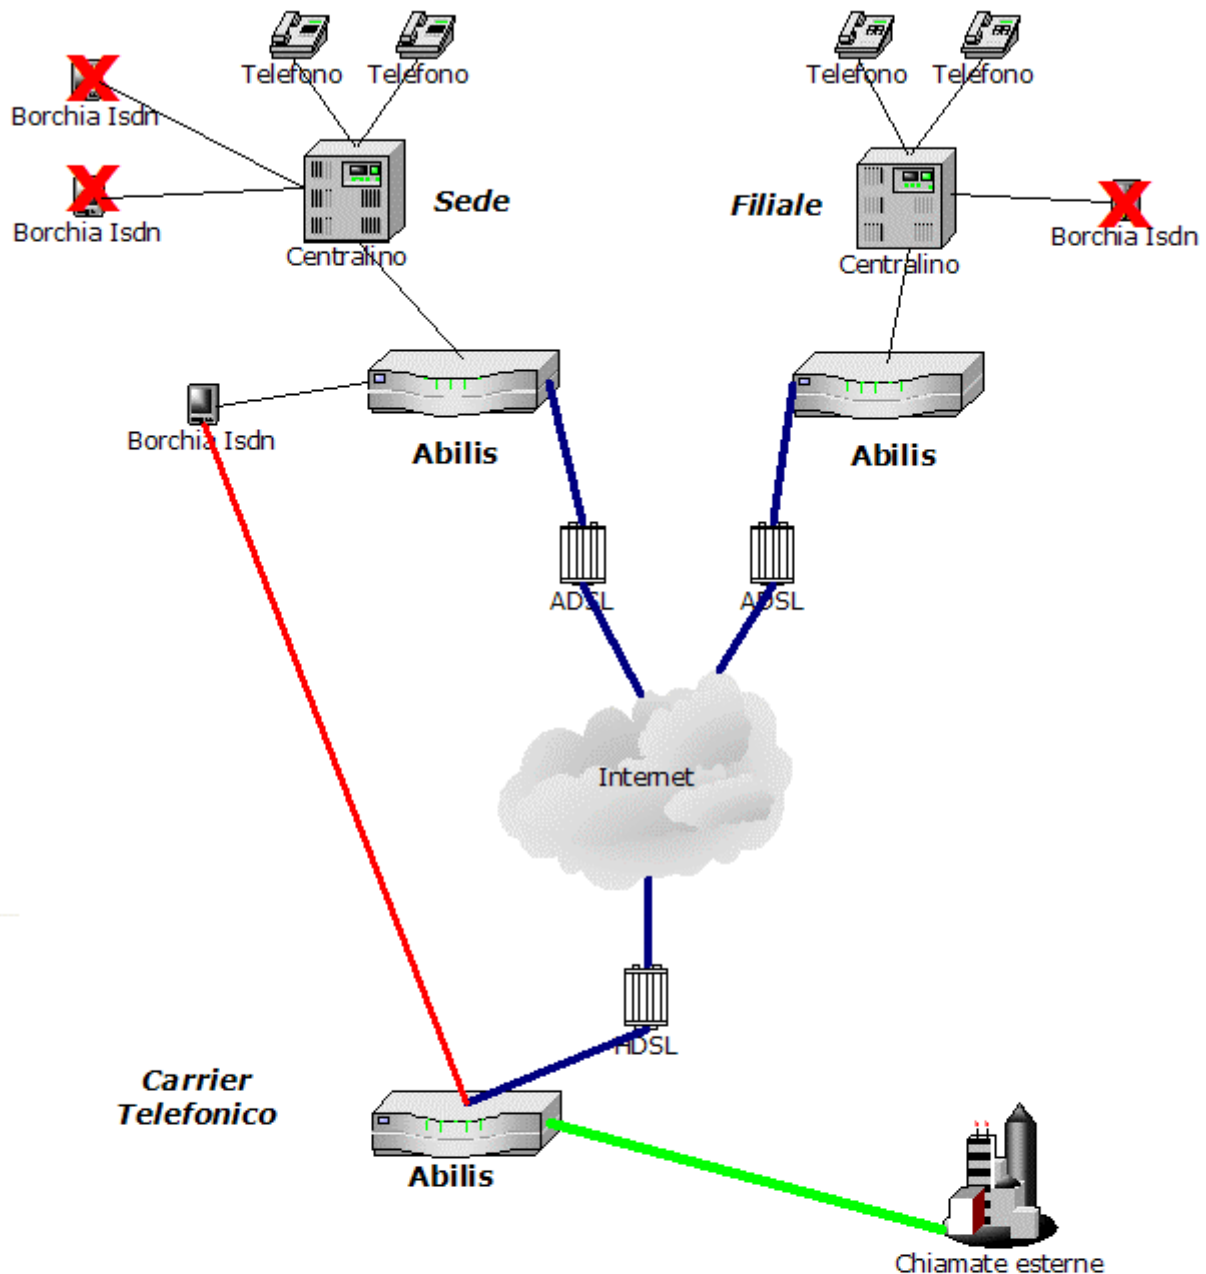 Telefono
Telefono
Telefono
Telefono
Borchia Isdn
Sede
Filiale
Borchia Isdn
Borchia Isdn
Centralino
Centralino
Borchia Isdn
Abilis
Abilis
ADSL
ADSL
Internet
HDSL
Carrier
Telefonico
Abilis
Chiamate esterne